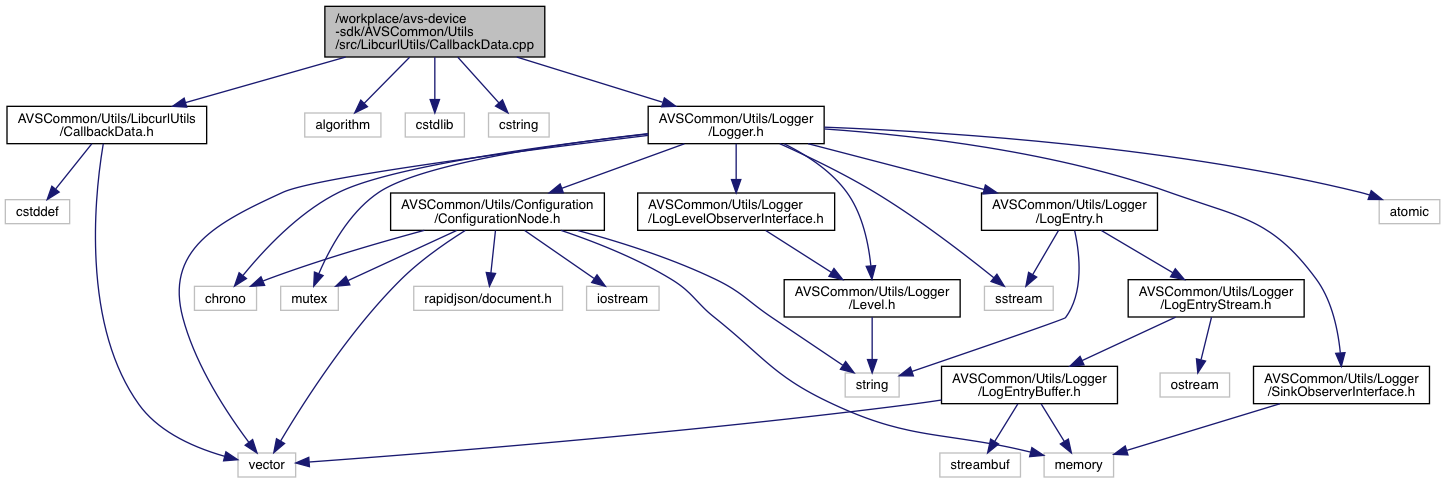 /workplace/avs-device
-sdk/AVSCommon/Utils
/src/LibcurlUtils/CallbackData.cpp
AVSCommon/Utils/LibcurlUtils
/CallbackData.h
algorithm
cstdlib
cstring
AVSCommon/Utils/Logger
/Logger.h
cstddef
AVSCommon/Utils/Configuration
/ConfigurationNode.h
AVSCommon/Utils/Logger
/LogLevelObserverInterface.h
AVSCommon/Utils/Logger
/LogEntry.h
atomic
chrono
mutex
rapidjson/document.h
iostream
AVSCommon/Utils/Logger
/Level.h
sstream
AVSCommon/Utils/Logger
/LogEntryStream.h
string
AVSCommon/Utils/Logger
/LogEntryBuffer.h
ostream
AVSCommon/Utils/Logger
/SinkObserverInterface.h
vector
streambuf
memory